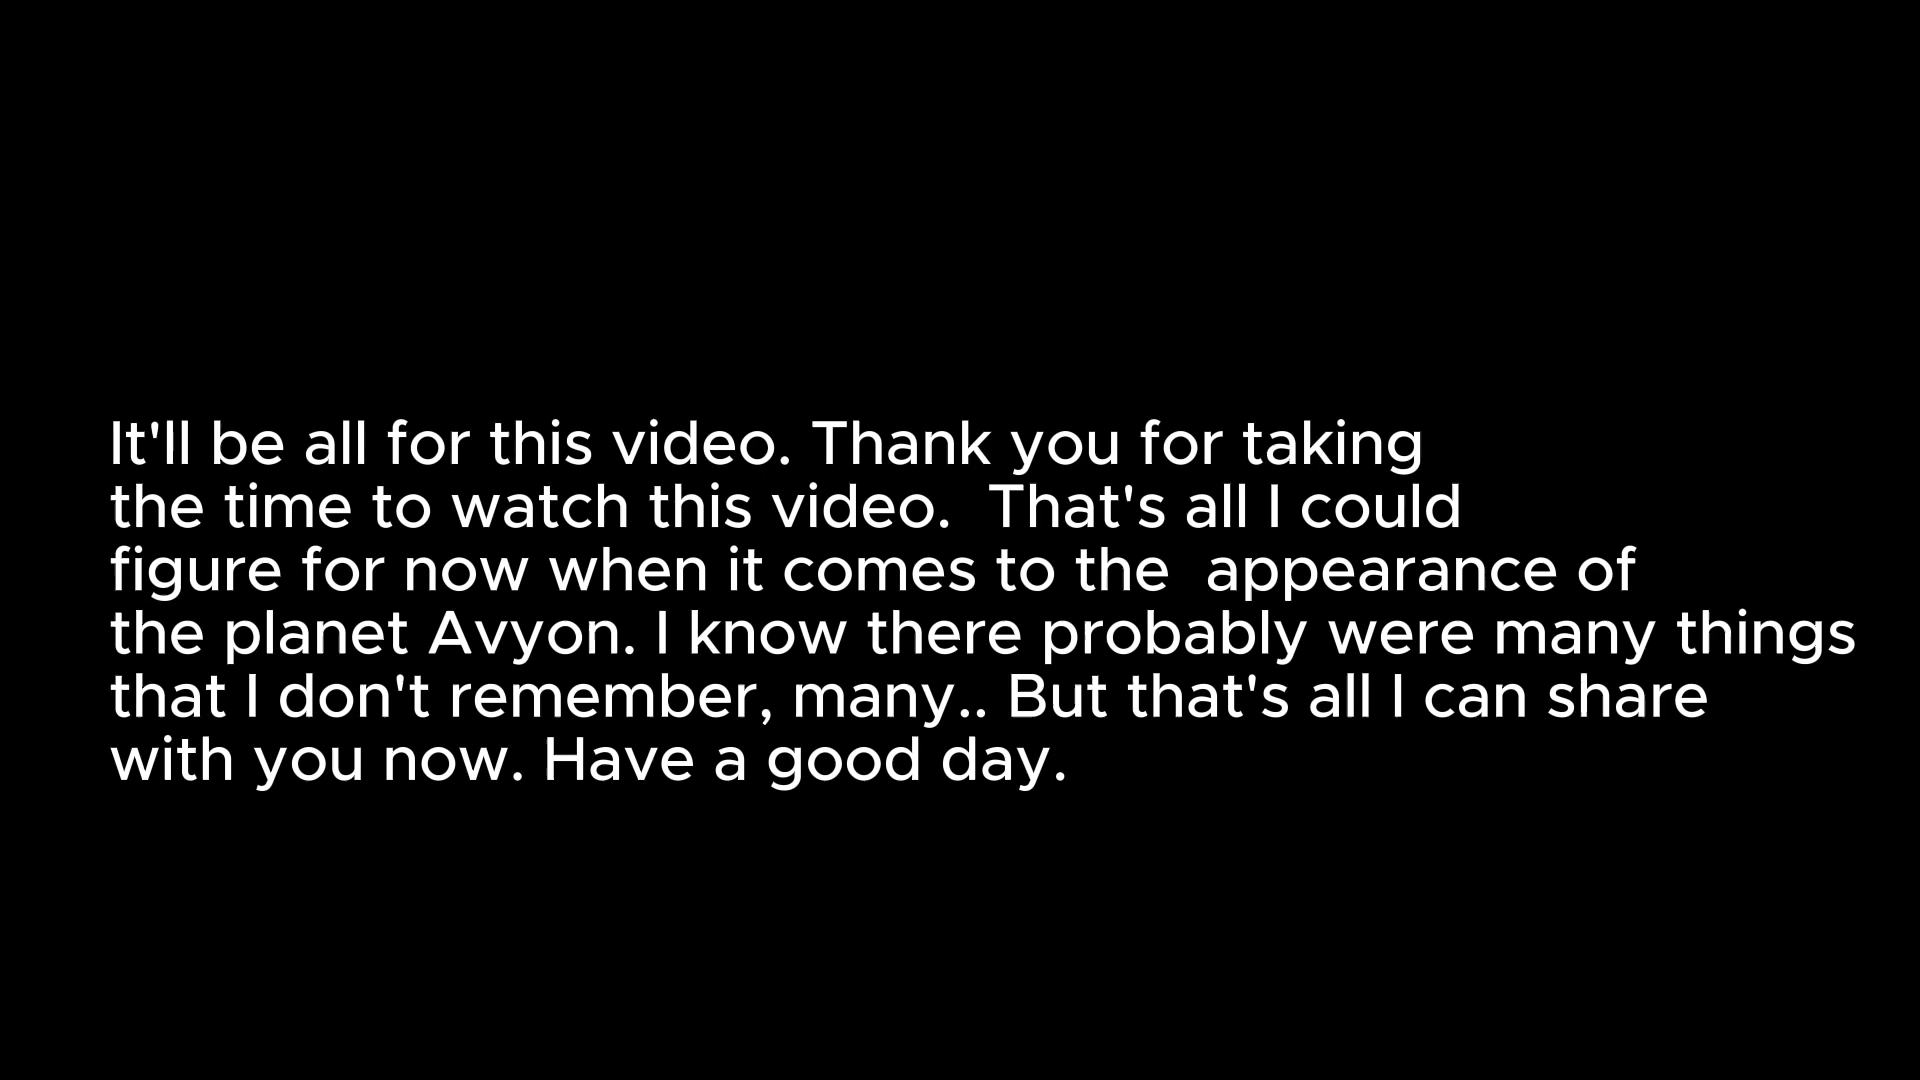 It'll be all for this video. Thank you for taking
the time to watch this video.  That's all I could
figure for now when it comes to the  appearance of
the planet Avyon. I know there probably were many things
that I don't remember, many.. But that's all I can share
with you now. Have a good day.